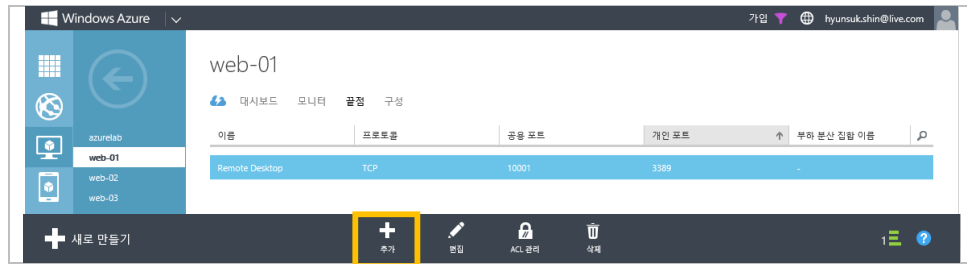 Windows Azure
가입 hyunsuk.shin@live.com
web-01
대시보드 모니터 끝점 구성
이름 프로토콜 공용 포트 개인 포트 부하 분산 집합 이름
azurelab
web-01
Remote Desktop TCP 10001 3389 -
web-02
web-03
새로 만들기 추가 편집 ACL 관리 삭제 1